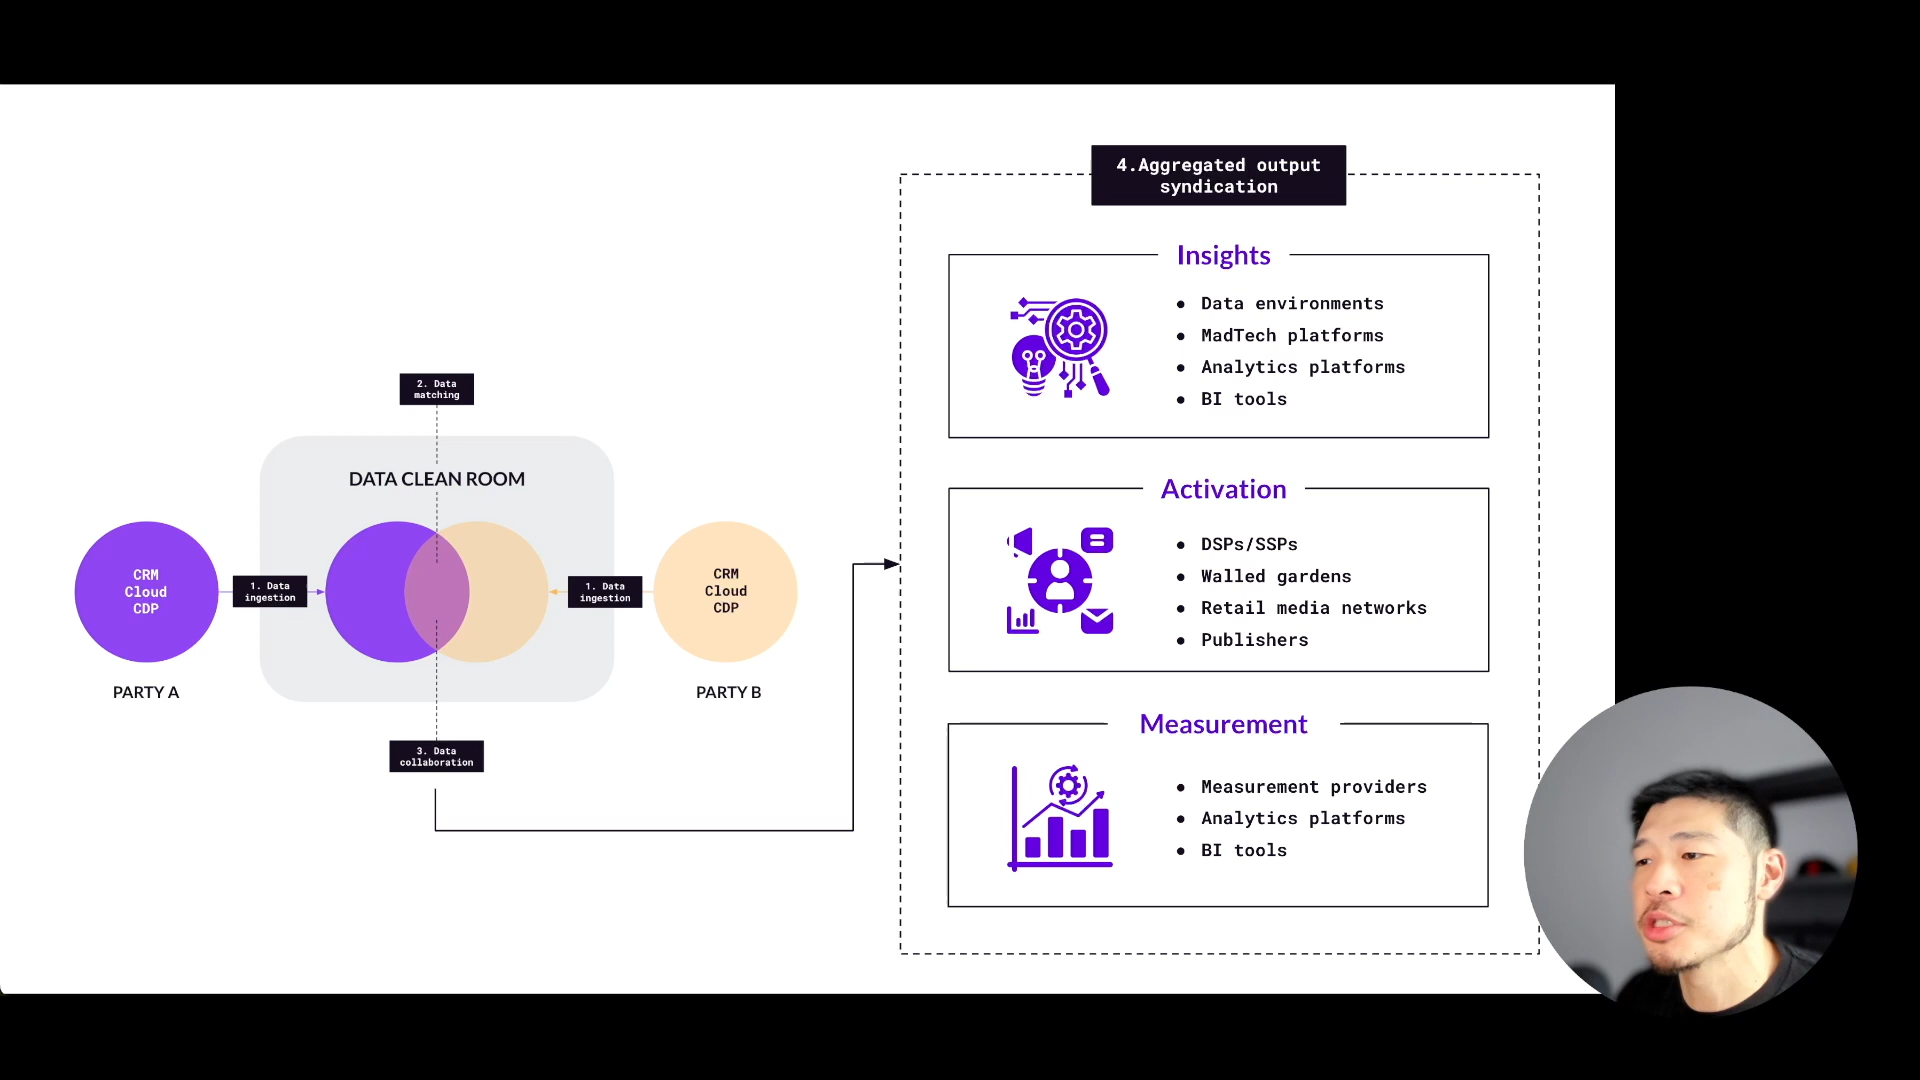 4.Aggregated output
syndication
Insights
Data environments
MadTech platforms
Analytics platforms
BI tools
2. Data
matching
DATA CLEAN ROOM
CRM
Cloud
CDP
1. Data
ingestion
1. Data
ingestion
CRM
Cloud
CDP
PARTY A
PARTY B
3. Data
collaboration
Activation
DSPs/SSPs
Walled gardens
Retail media networks
Publishers
Measurement
Measurement providers
Analytics platforms
BI tools